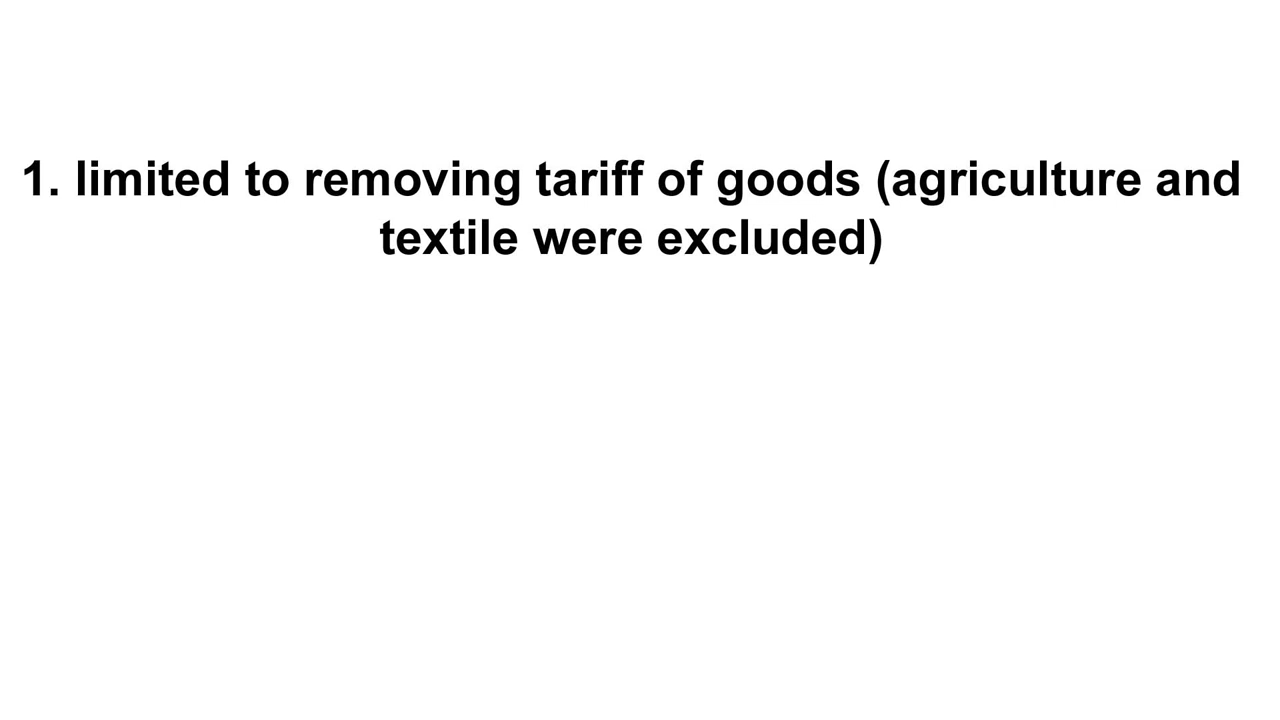 1. limited to removing tariff of goods (agriculture and
textile were excluded)